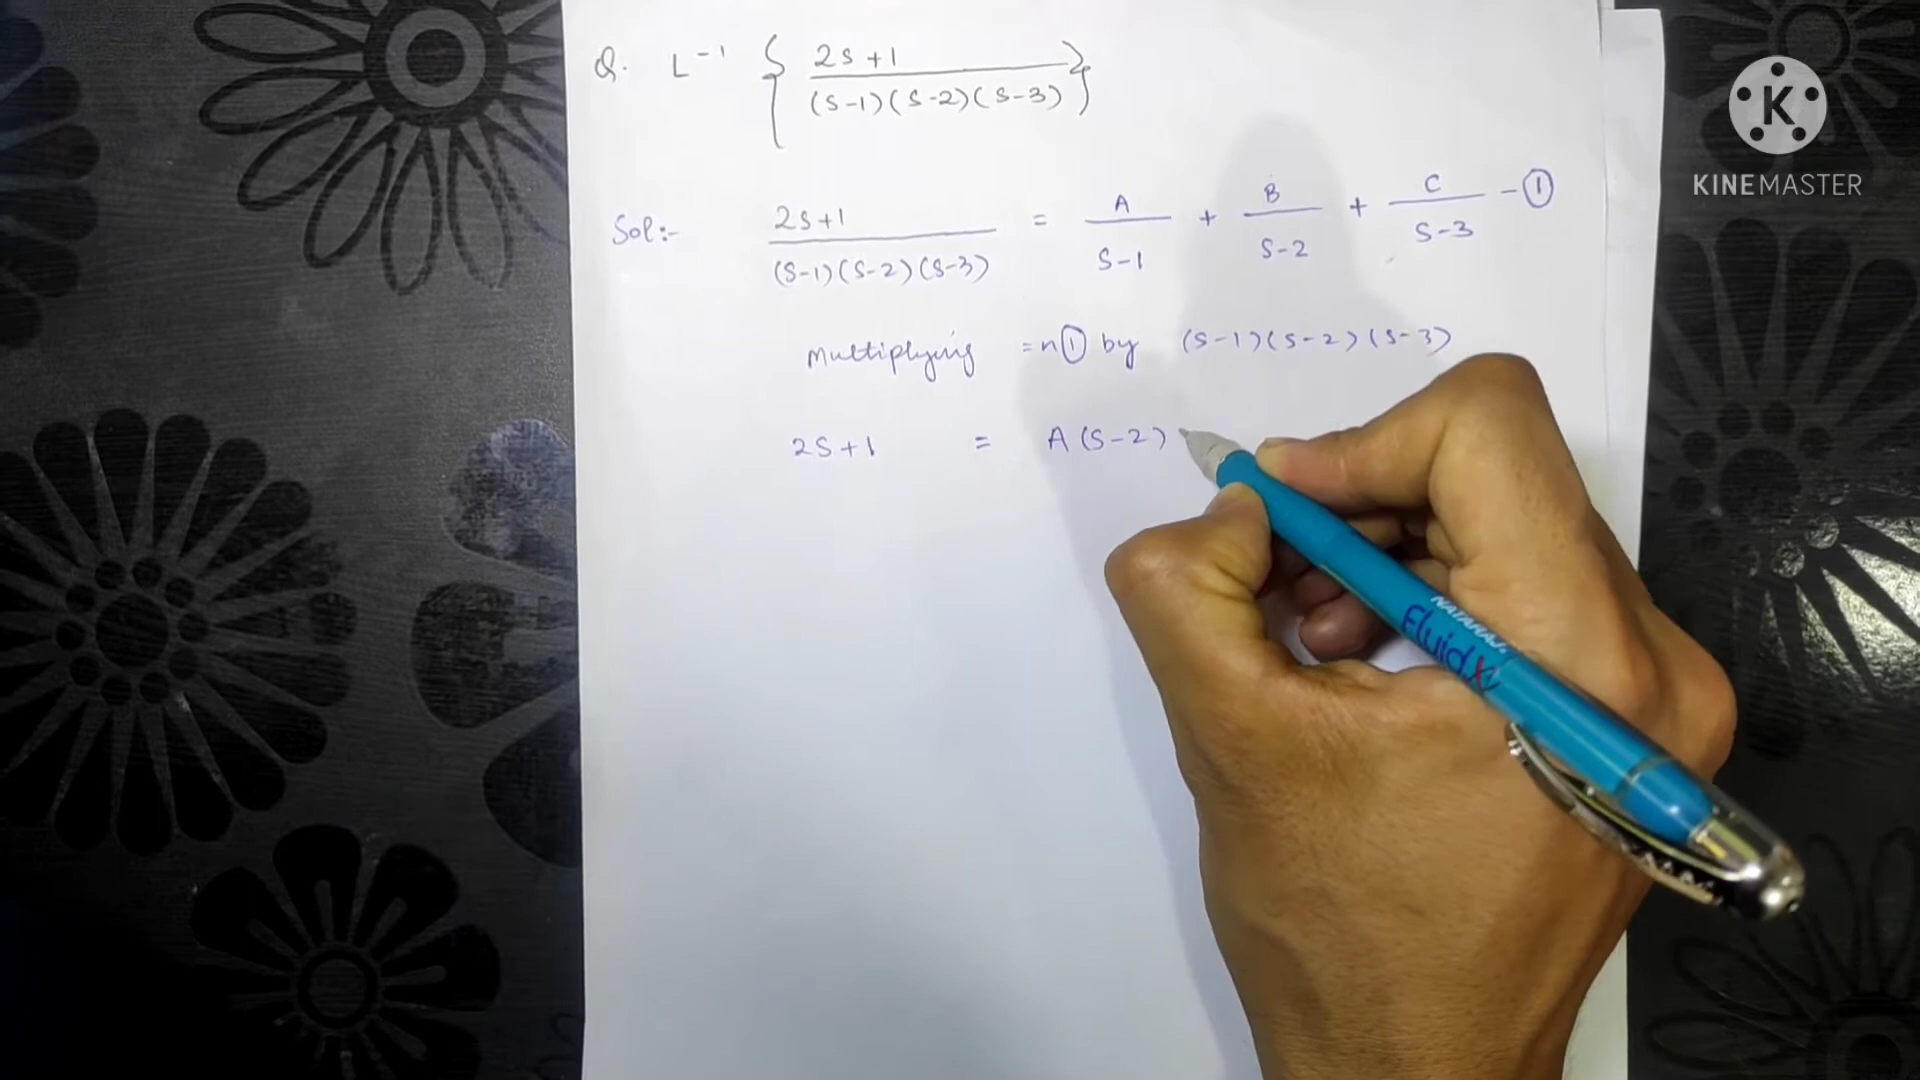 Q. L⁻¹ { 2s+1 / (s-1)(s-2)(s-3) }
Sol:- 2s+1 / (s-1)(s-2)(s-3) = A / s-1 + B / s-2 + C / s-3 - ①
Multiplying =n ① by (s-1)(s-2)(s-3)
2s+1 = A(s-2)
NATARAJ
Fluidx
K
KINEMASTER